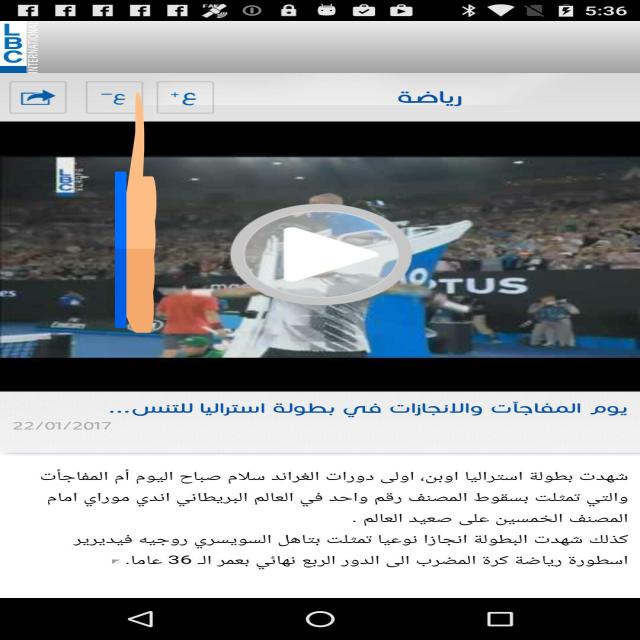 5:36
LBC
INTERNATIONAL
ع−
ع+
رياضة
LBC
OTUS
يوم المفاجآت والانجازات في بطولة استراليا للتنس...
22/01/2017
شهدت بطولة استراليا اوبن، اولى دورات الغراند سلام صباح اليوم أم المفاجأت
والتي تمثلت بسقوط المصنف رقم واحد في العالم البريطاني اندي موراي امام
المصنف الخمسين على صعيد العالم .
كذلك شهدت البطولة انجازا نوعيا تمثلت بتاهل السويسري روجيه فيديرير
اسطورة رياضة كرة المضرب الى الدور الربع نهائي بعمر الـ 36 عاما.